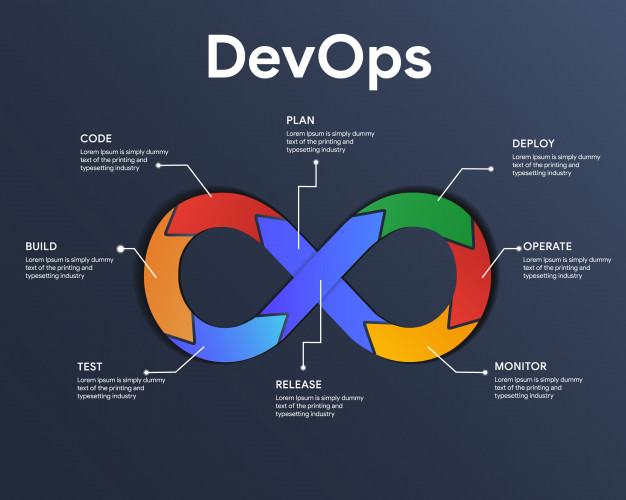 DevOps
PLAN
Lorem Ipsum is simply dummy
text of the printing and
typesetting industry
CODE
Lorem Ipsum is simply dummy
text of the printing and
typesetting industry
DEPLOY
Lorem Ipsum is simply dummy
text of the printing and
typesetting industry
BUILD
Lorem Ipsum is simply dummy
text of the printing and
typesetting industry
OPERATE
Lorem Ipsum is simply dummy
text of the printing and
typesetting industry
TEST
Lorem Ipsum is simply dummy
text of the printing and
typesetting industry
RELEASE
Lorem Ipsum is simply dummy
text of the printing and
typesetting industry
MONITOR
Lorem Ipsum is simply dummy
text of the printing and
typesetting industry